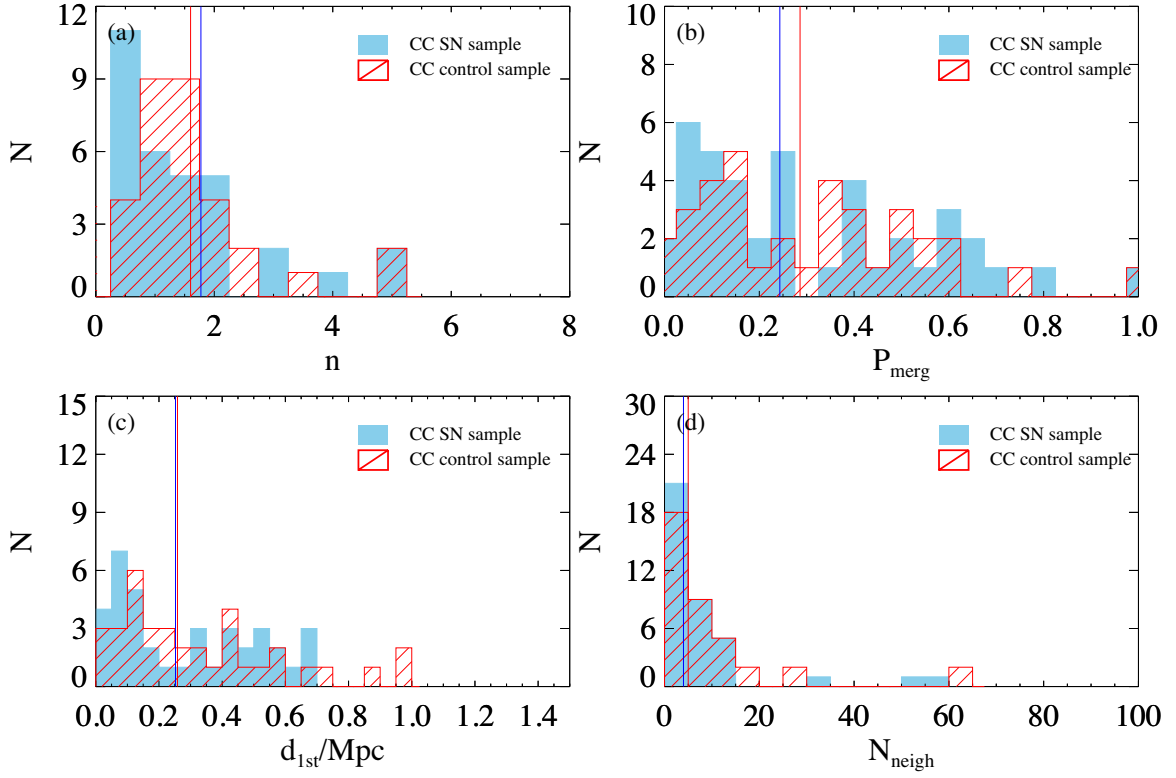 (a)
CC SN sample
CC control sample
12
9
6
3
0
N
0 2 4 6 8
n
(b)
CC SN sample
CC control sample
10
8
6
4
2
0
N
0.0 0.2 0.4 0.6 0.8 1.0
P_merg
(c)
CC SN sample
CC control sample
15
12
9
6
3
0
N
0.0 0.2 0.4 0.6 0.8 1.0 1.2 1.4
d_1st/Mpc
(d)
CC SN sample
CC control sample
30
24
18
12
6
0
N
0 20 40 60 80 100
N_neigh